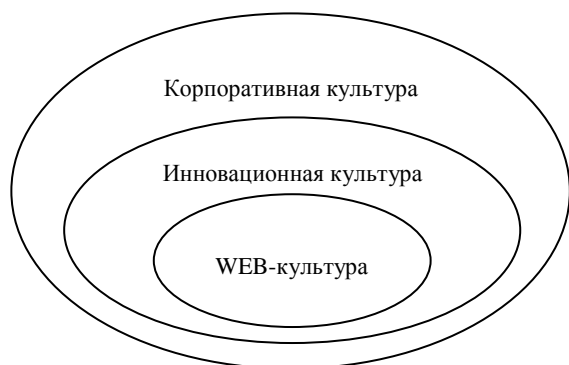 Корпоративная культура
Инновационная культура
WEB-культура